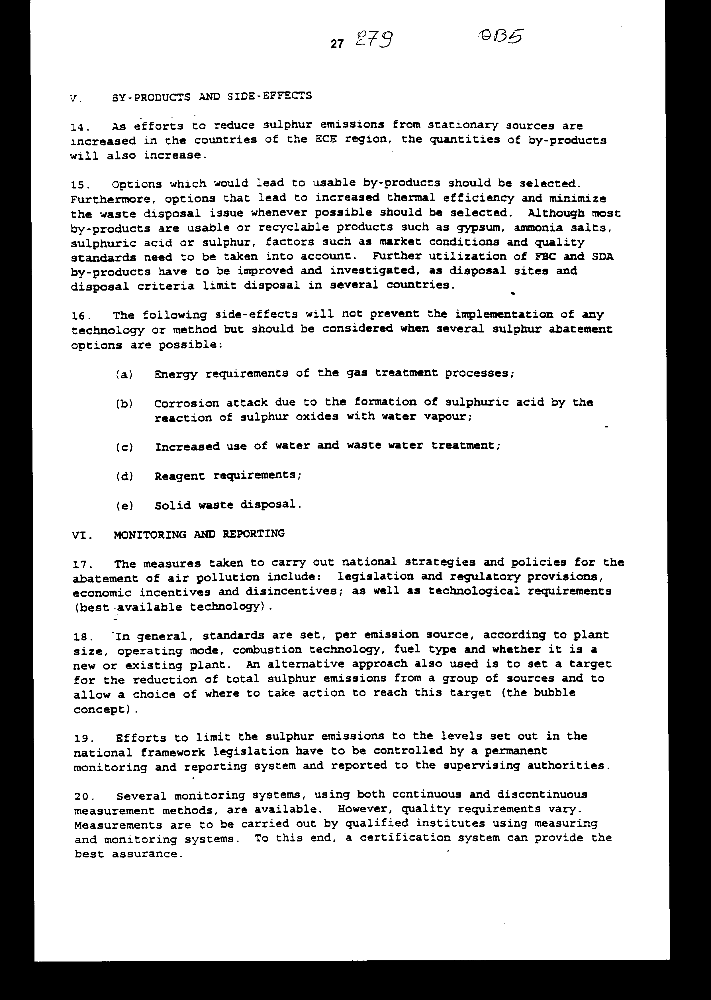 27 279 OB5
V. BY-PRODUCTS AND SIDE-EFFECTS
14. As efforts to reduce sulphur emissions from stationary sources are
increased in the countries of the ECE region, the quantities of by-products
will also increase.
15. Options which would lead to usable by-products should be selected.
Furthermore, options that lead to increased thermal efficiency and minimize
the waste disposal issue whenever possible should be selected. Although most
by-products are usable or recyclable products such as gypsum, ammonia salts,
sulphuric acid or sulphur, factors such as market conditions and quality
standards need to be taken into account. Further utilization of FBC and SDA
by-products have to be improved and investigated, as disposal sites and
disposal criteria limit disposal in several countries.
16. The following side-effects will not prevent the implementation of any
technology or method but should be considered when several sulphur abatement
options are possible:
(a) Energy requirements of the gas treatment processes;
(b) Corrosion attack due to the formation of sulphuric acid by the
reaction of sulphur oxides with water vapour;
(c) Increased use of water and waste water treatment;
(d) Reagent requirements;
(e) Solid waste disposal.
VI. MONITORING AND REPORTING
17. The measures taken to carry out national strategies and policies for the
abatement of air pollution include: legislation and regulatory provisions,
economic incentives and disincentives; as well as technological requirements
(best available technology).
18. In general, standards are set, per emission source, according to plant
size, operating mode, combustion technology, fuel type and whether it is a
new or existing plant. An alternative approach also used is to set a target
for the reduction of total sulphur emissions from a group of sources and to
allow a choice of where to take action to reach this target (the bubble
concept).
19. Efforts to limit the sulphur emissions to the levels set out in the
national framework legislation have to be controlled by a permanent
monitoring and reporting system and reported to the supervising authorities.
20. Several monitoring systems, using both continuous and discontinuous
measurement methods, are available. However, quality requirements vary.
Measurements are to be carried out by qualified institutes using measuring
and monitoring systems. To this end, a certification system can provide the
best assurance.